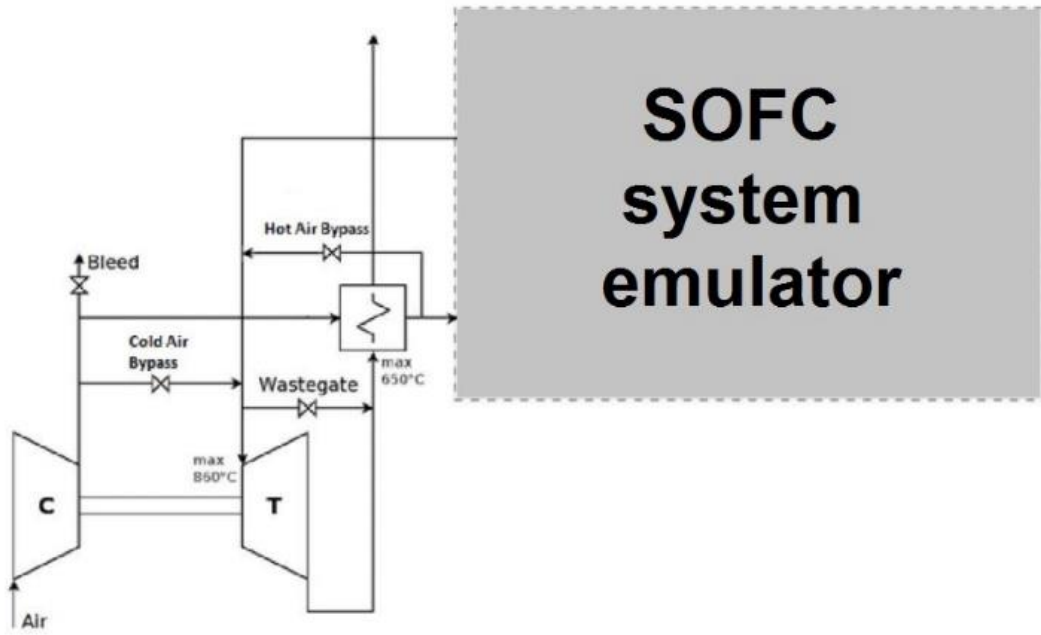 SOFC
system
emulator
Hot Air Bypass
Bleed
Cold Air
Bypass
max
650°C
Wastegate
max
860°C
C
T
Air